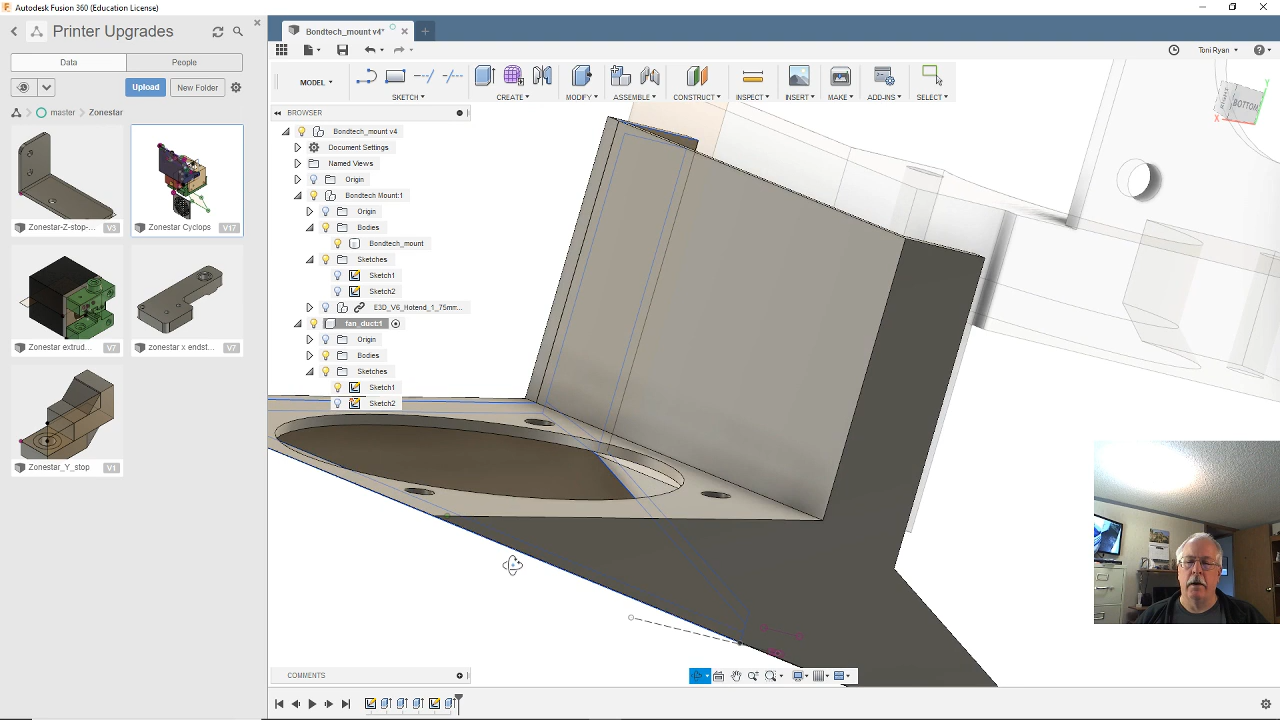 Autodesk Fusion 360 (Education License)
Printer Upgrades
Data
People
Upload
New Folder
master
Zonestar
Zonestar-Z-stop-...
V3
Zonestar Cyclops
V17
Zonestar extrud...
V7
zonestar x endst...
V7
Zonestar_Y_stop
V1
Bondtech_mount v4*
Toni Ryan
MODEL
SKETCH
CREATE
MODIFY
ASSEMBLE
CONSTRUCT
INSPECT
INSERT
MAKE
ADD-INS
SELECT
BROWSER
Bondtech_mount v4
Document Settings
Named Views
Origin
Bondtech Mount:1
Origin
Bodies
Bondtech_mount
Sketches
Sketch1
Sketch2
E3D_V6_Hotend_1_75mm...
fan_duct:1
Origin
Bodies
Sketches
Sketch1
Sketch2
BOTTOM
X
Y
COMMENTS